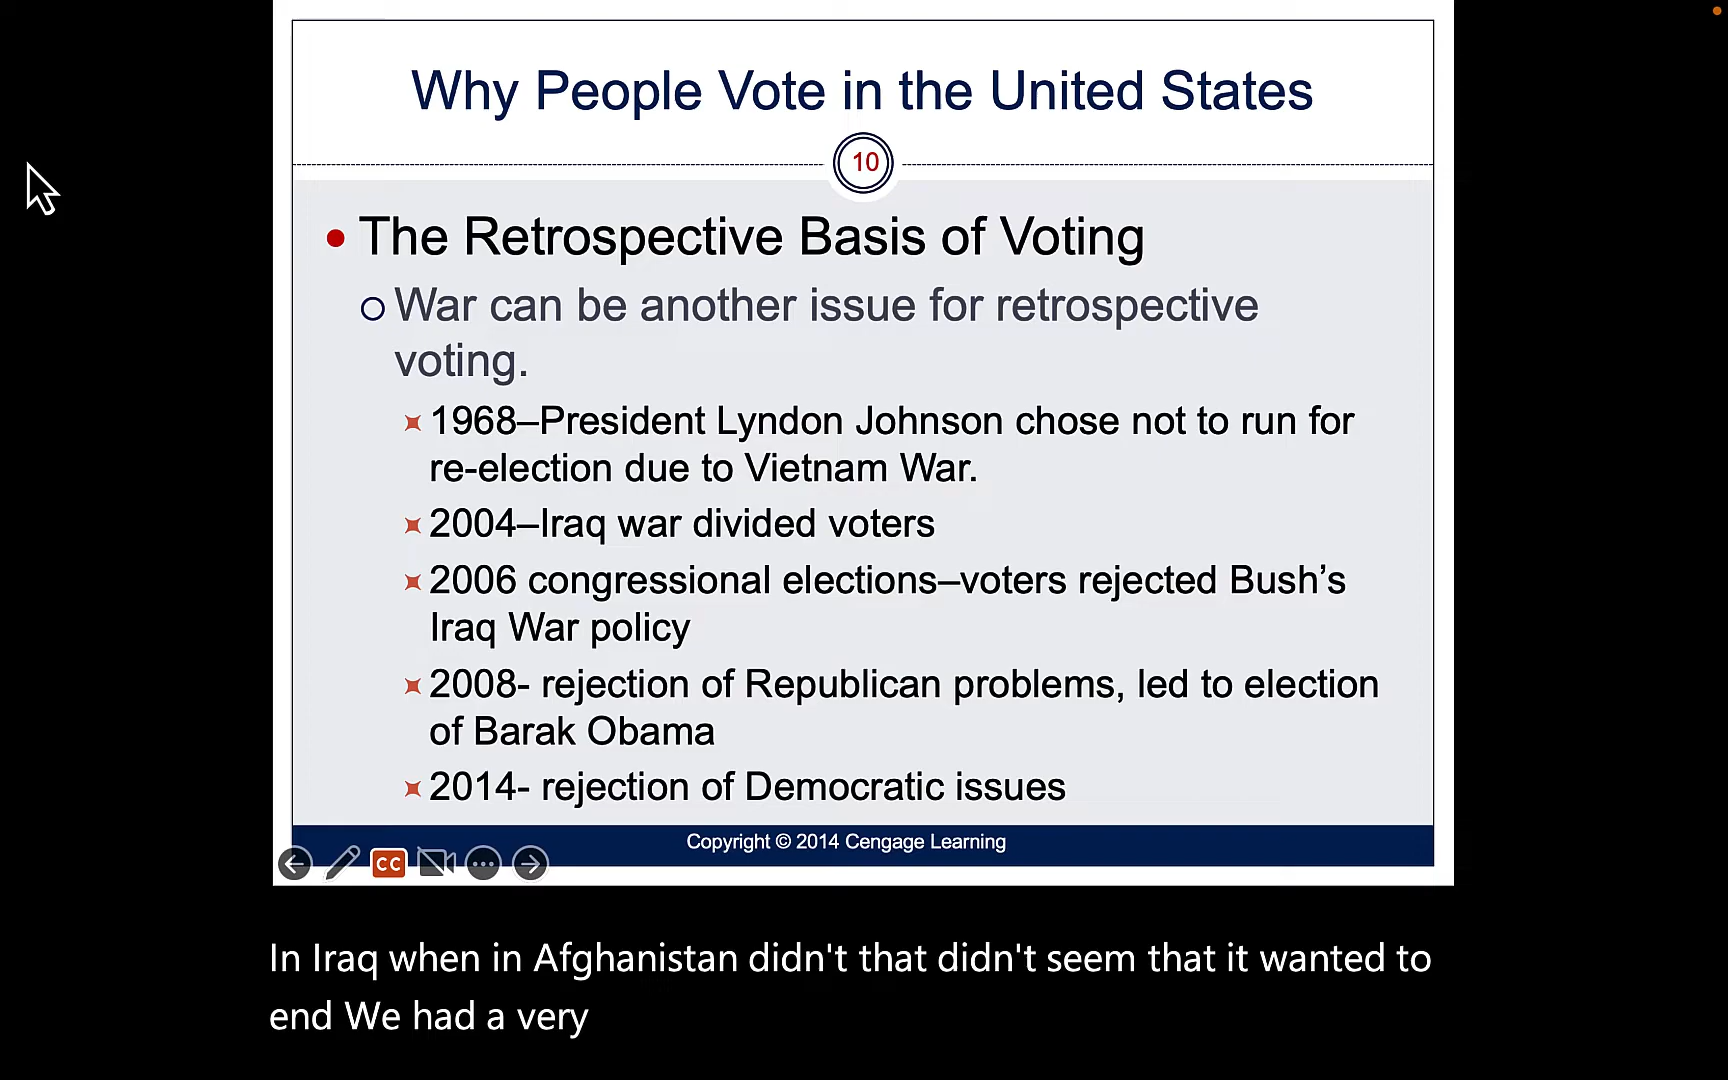 Why People Vote in the United States
10
The Retrospective Basis of Voting
War can be another issue for retrospective
voting.
1968–President Lyndon Johnson chose not to run for
re-election due to Vietnam War.
2004–Iraq war divided voters
2006 congressional elections–voters rejected Bush’s
Iraq War policy
2008- rejection of Republican problems, led to election
of Barak Obama
2014- rejection of Democratic issues
Copyright © 2014 Cengage Learning
CC
In Iraq when in Afghanistan didn't that didn't seem that it wanted to
end We had a very